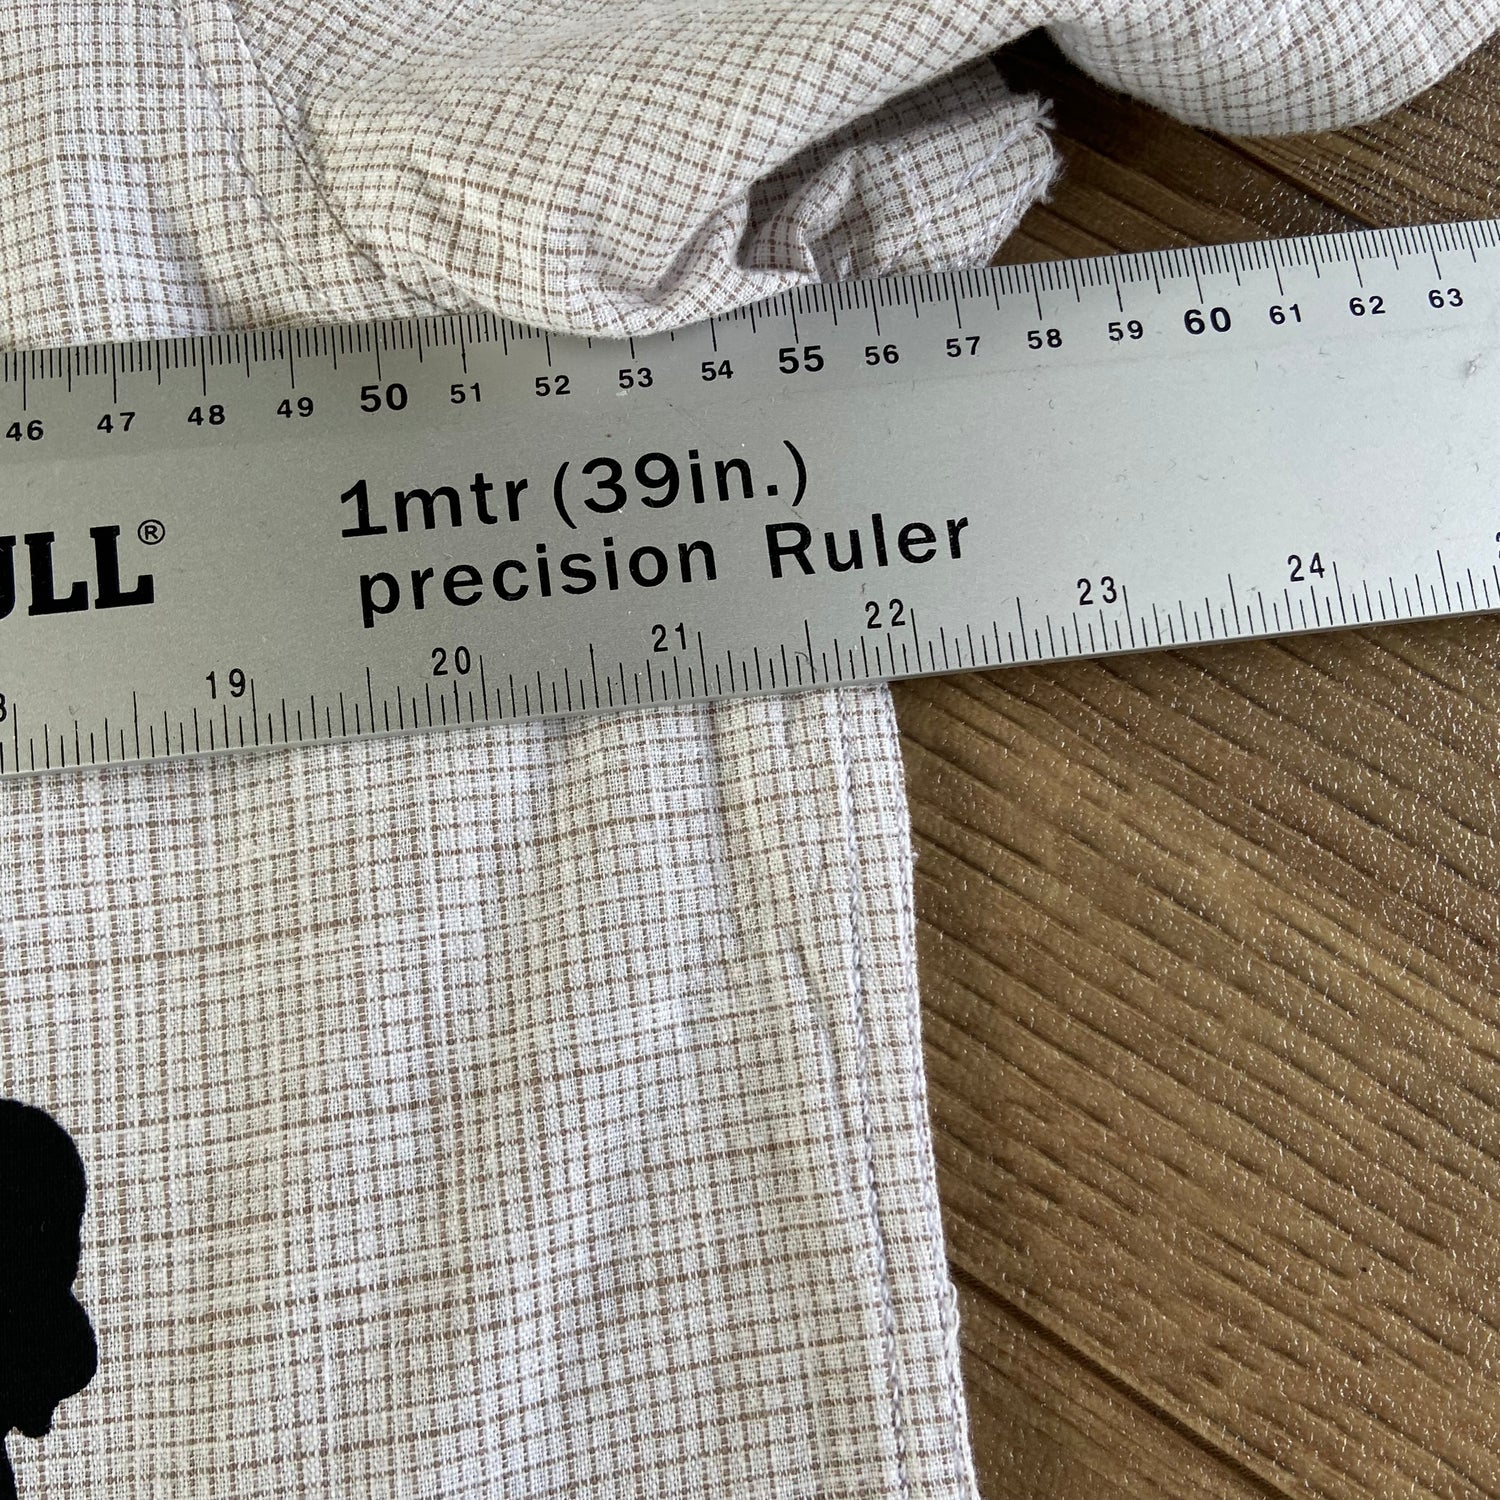 46 47 48 49 50 51 52 53 54 55 56 57 58 59 60 61 62 63
1mtr (39in.)
precision Ruler
ULL®
19 20 21 22 23 24